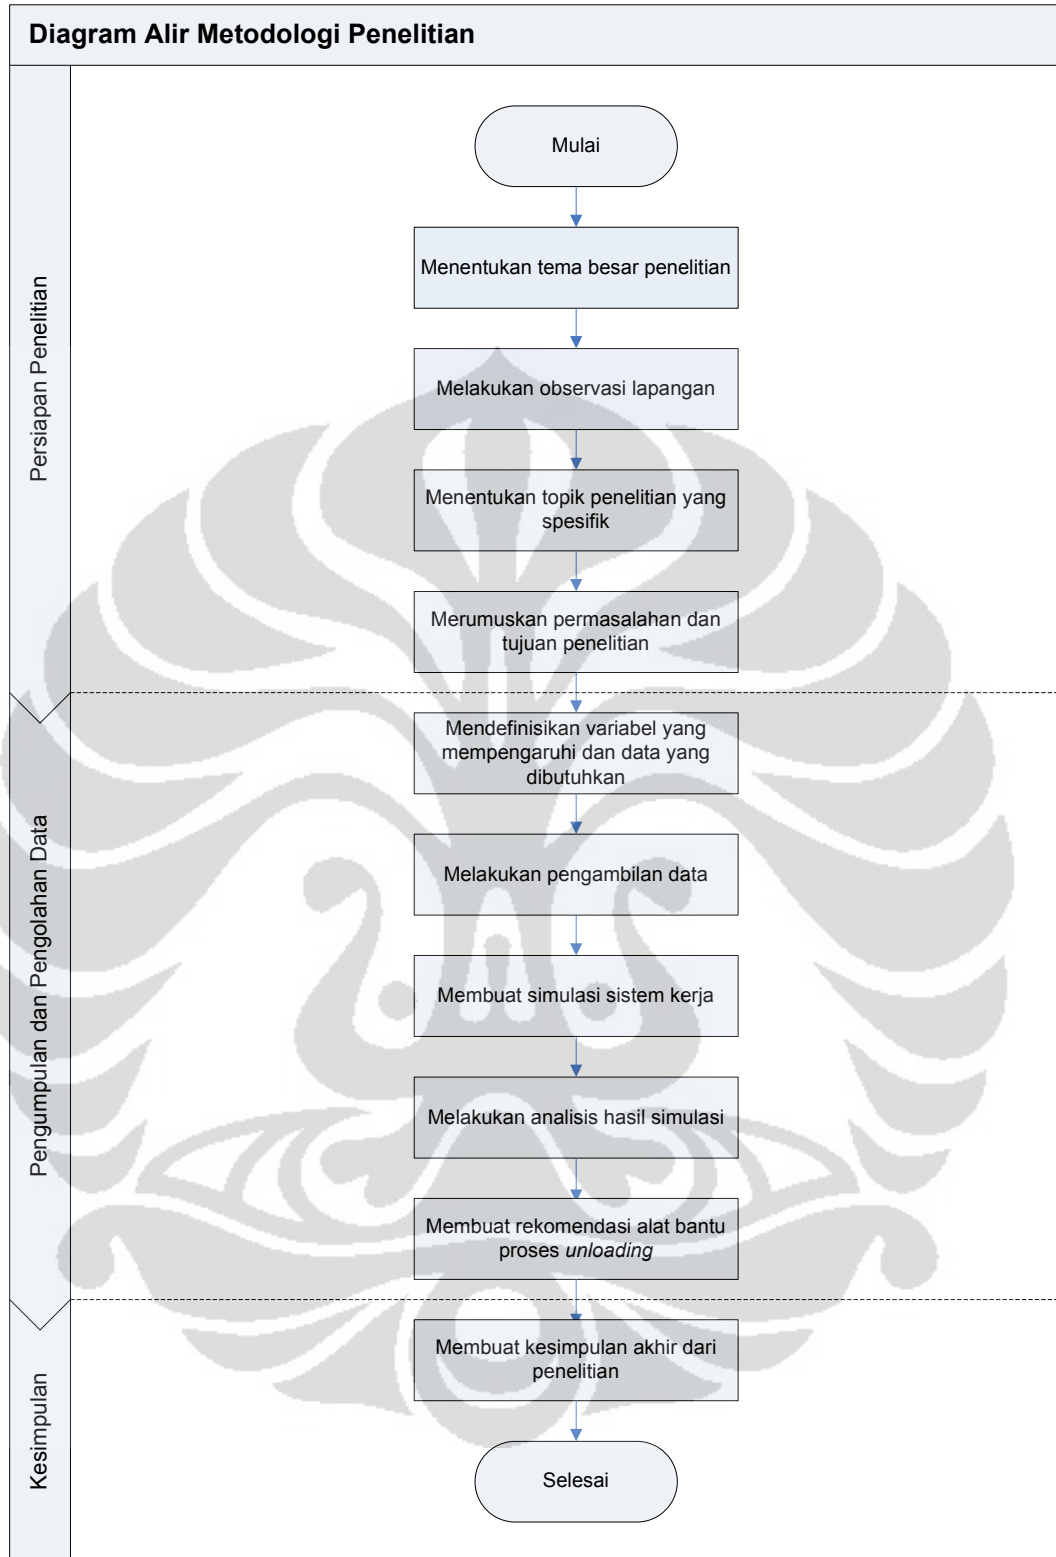 Diagram Alir Metodologi Penelitian
Persiapan Penelitian
Mulai
Menentukan tema besar penelitian
Melakukan observasi lapangan
Menentukan topik penelitian yang
spesifik
Merumuskan permasalahan dan
tujuan penelitian
Pengumpulan dan Pengolahan Data
Mendefinisikan variabel yang
mempengaruhi dan data yang
dibutuhkan
Melakukan pengambilan data
Membuat simulasi sistem kerja
Melakukan analisis hasil simulasi
Membuat rekomendasi alat bantu
proses unloading
Kesimpulan
Membuat kesimpulan akhir dari
penelitian
Selesai